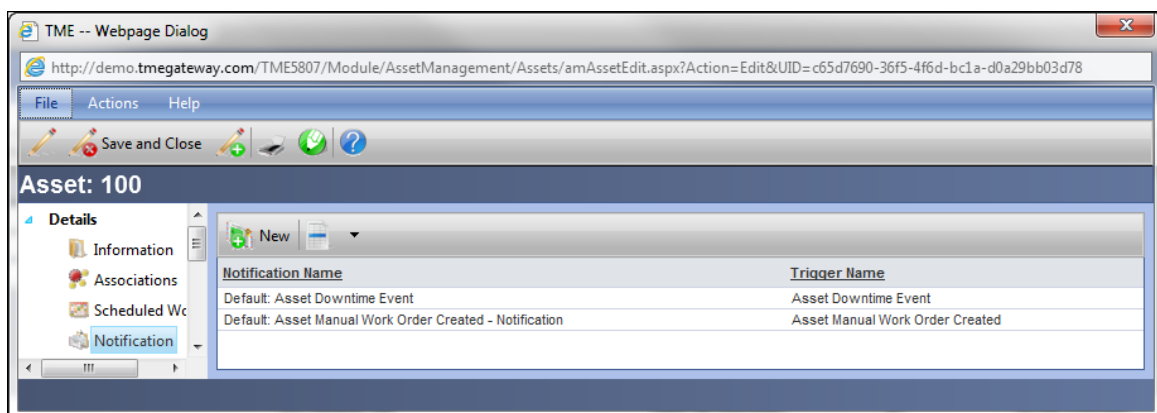 TME -- Webpage Dialog
http://demo.tmegateway.com/TME5807/Module/AssetManagement/Assets/amAssetEdit.aspx?Action=Edit&UID=c65d7690-36f5-4f6d-bc1a-d0a29bb03d78
File Actions Help
Save and Close
Asset: 100
Details
Information
Associations
Scheduled Wo
Notification
New
Notification Name Trigger Name
Default: Asset Downtime Event Asset Downtime Event
Default: Asset Manual Work Order Created - Notification Asset Manual Work Order Created